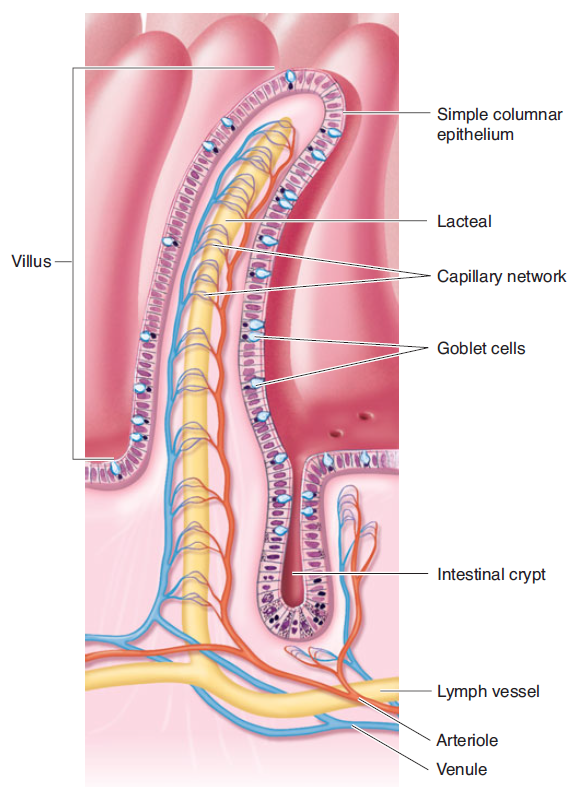 Simple columnar
epithelium
Lacteal
Villus
Capillary network
Goblet cells
Intestinal crypt
Lymph vessel
Arteriole
Venule